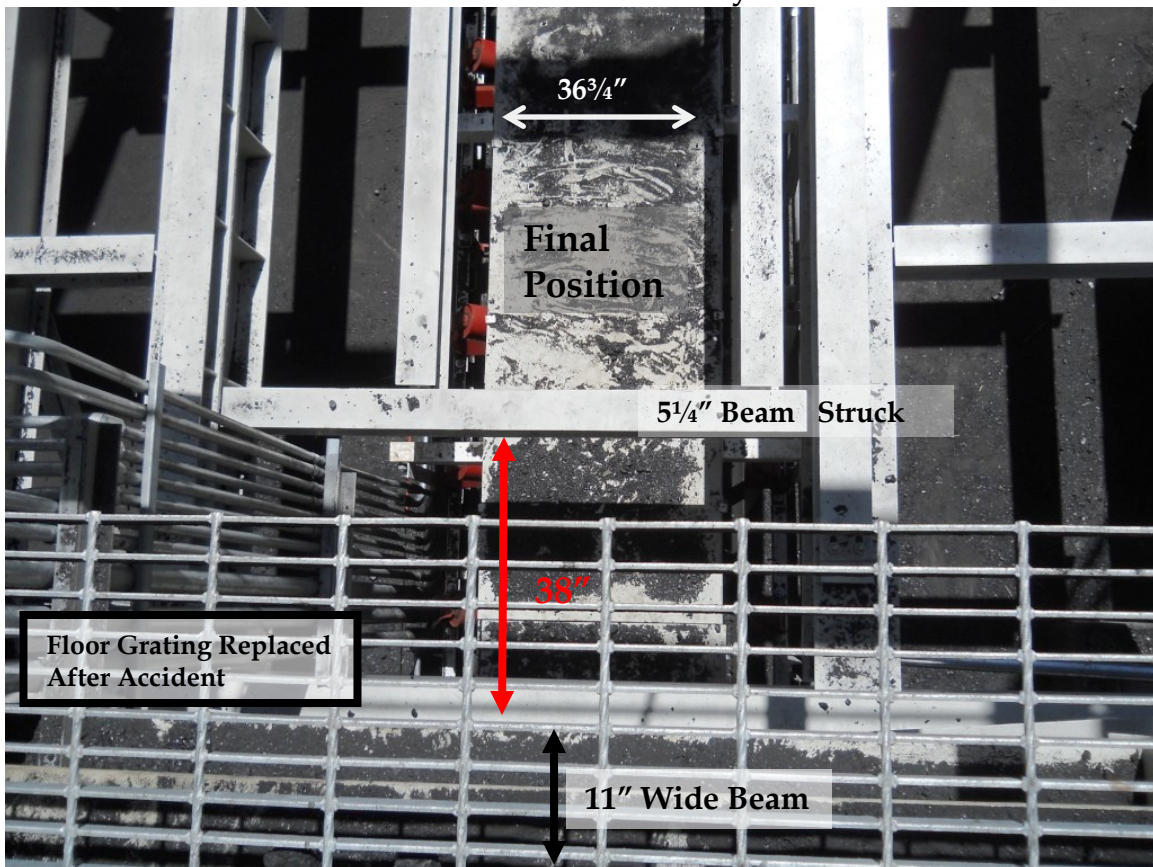 36¾″
Final
Position
5¼″ Beam Struck
38″
Floor Grating Replaced
After Accident
11″ Wide Beam